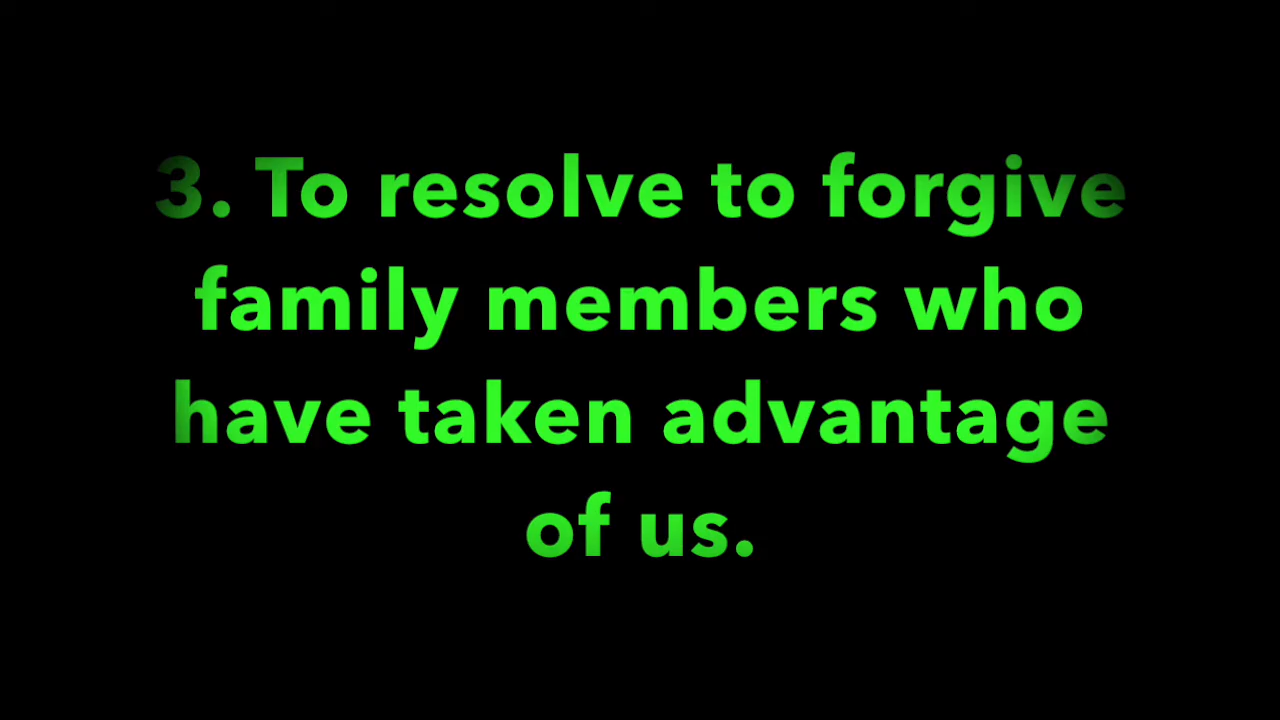 3. To resolve to forgive
family members who
have taken advantage
of us.